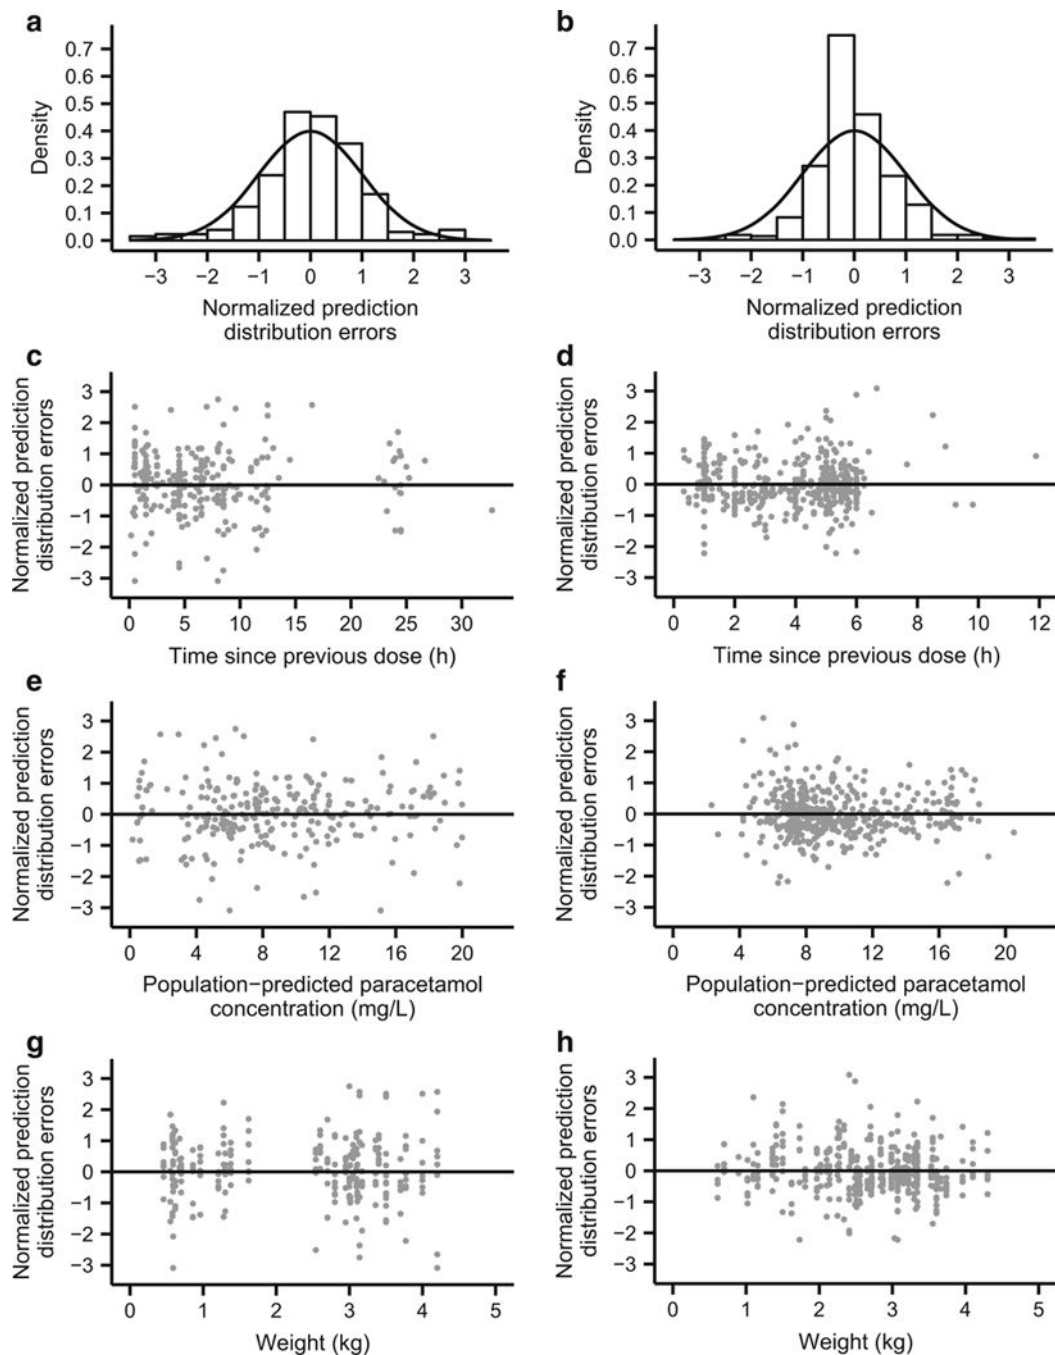 a
0.7
0.6
0.5
0.4
0.3
0.2
0.1
0.0
Density
−3 −2 −1 0 1 2 3
Normalized prediction
distribution errors
b
0.7
0.6
0.5
0.4
0.3
0.2
0.1
0.0
Density
−3 −2 −1 0 1 2 3
Normalized prediction
distribution errors
c
Normalized prediction
distribution errors
3
2
1
0
−1
−2
−3
0 5 10 15 20 25 30
Time since previous dose (h)
d
Normalized prediction
distribution errors
3
2
1
0
−1
−2
−3
0 2 4 6 8 10 12
Time since previous dose (h)
e
Normalized prediction
distribution errors
3
2
1
0
−1
−2
−3
0 4 8 12 16 20
Population−predicted paracetamol
concentration (mg/L)
f
Normalized prediction
distribution errors
3
2
1
0
−1
−2
−3
0 4 8 12 16 20
Population−predicted paracetamol
concentration (mg/L)
g
Normalized prediction
distribution errors
3
2
1
0
−1
−2
−3
0 1 2 3 4 5
Weight (kg)
h
Normalized prediction
distribution errors
3
2
1
0
−1
−2
−3
0 1 2 3 4 5
Weight (kg)